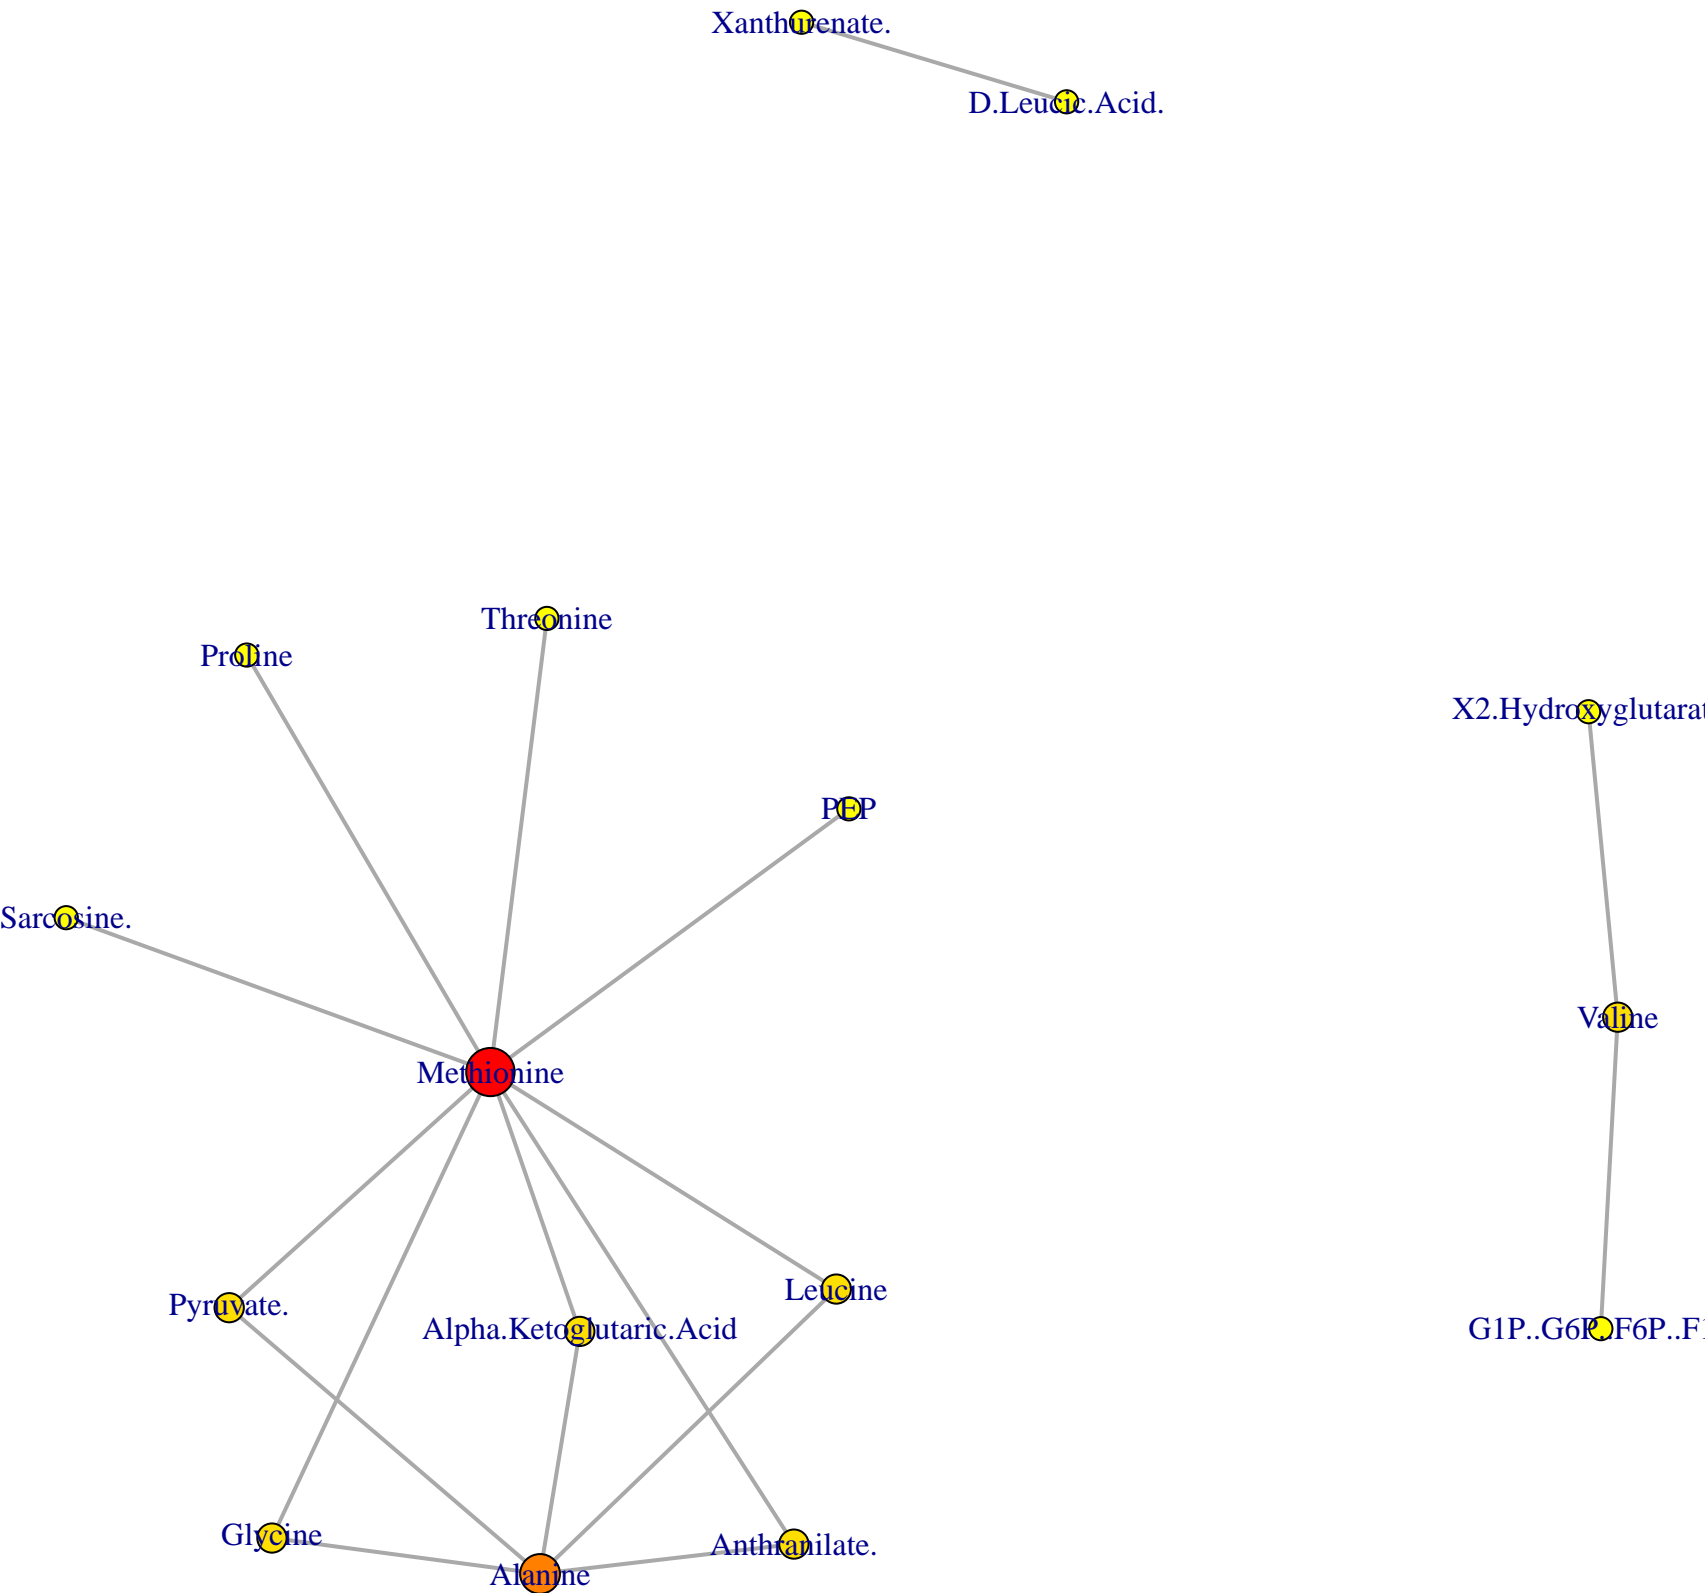 Xanthurenate.
D.Leucic.Acid.
Threonine
Proline
X2.Hydroxyglutarat
PEP
Sarcosine.
Valine
Methionine
Leucine
Pyruvate.
Alpha.Ketoglutaric.Acid
G1P..G6P..F6P..F1
Glycine
Anthranilate.
Alanine